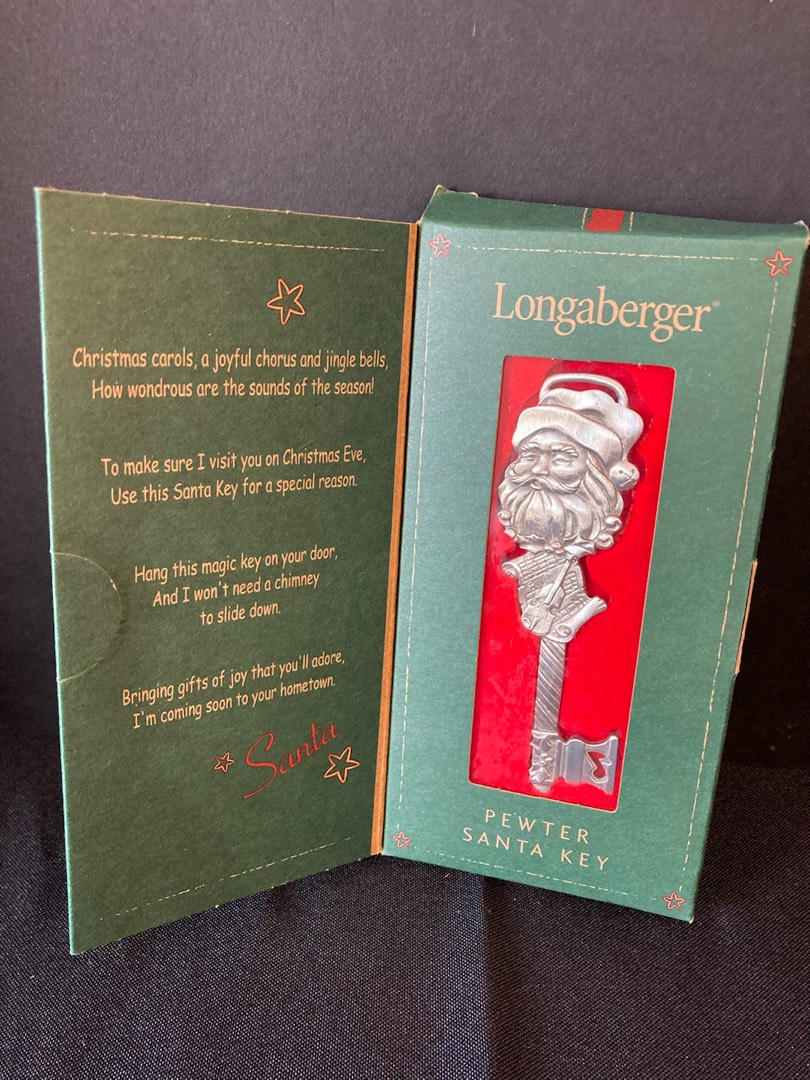 Christmas carols, a joyful chorus and jingle bells,
How wondrous are the sounds of the season!
To make sure I visit you on Christmas Eve,
Use this Santa Key for a special reason.
Hang this magic key on your door,
And I won't need a chimney
to slide down.
Bringing gifts of joy that you'll adore,
I'm coming soon to your hometown.
Santa
Longaberger®
PEWTER
SANTA KEY